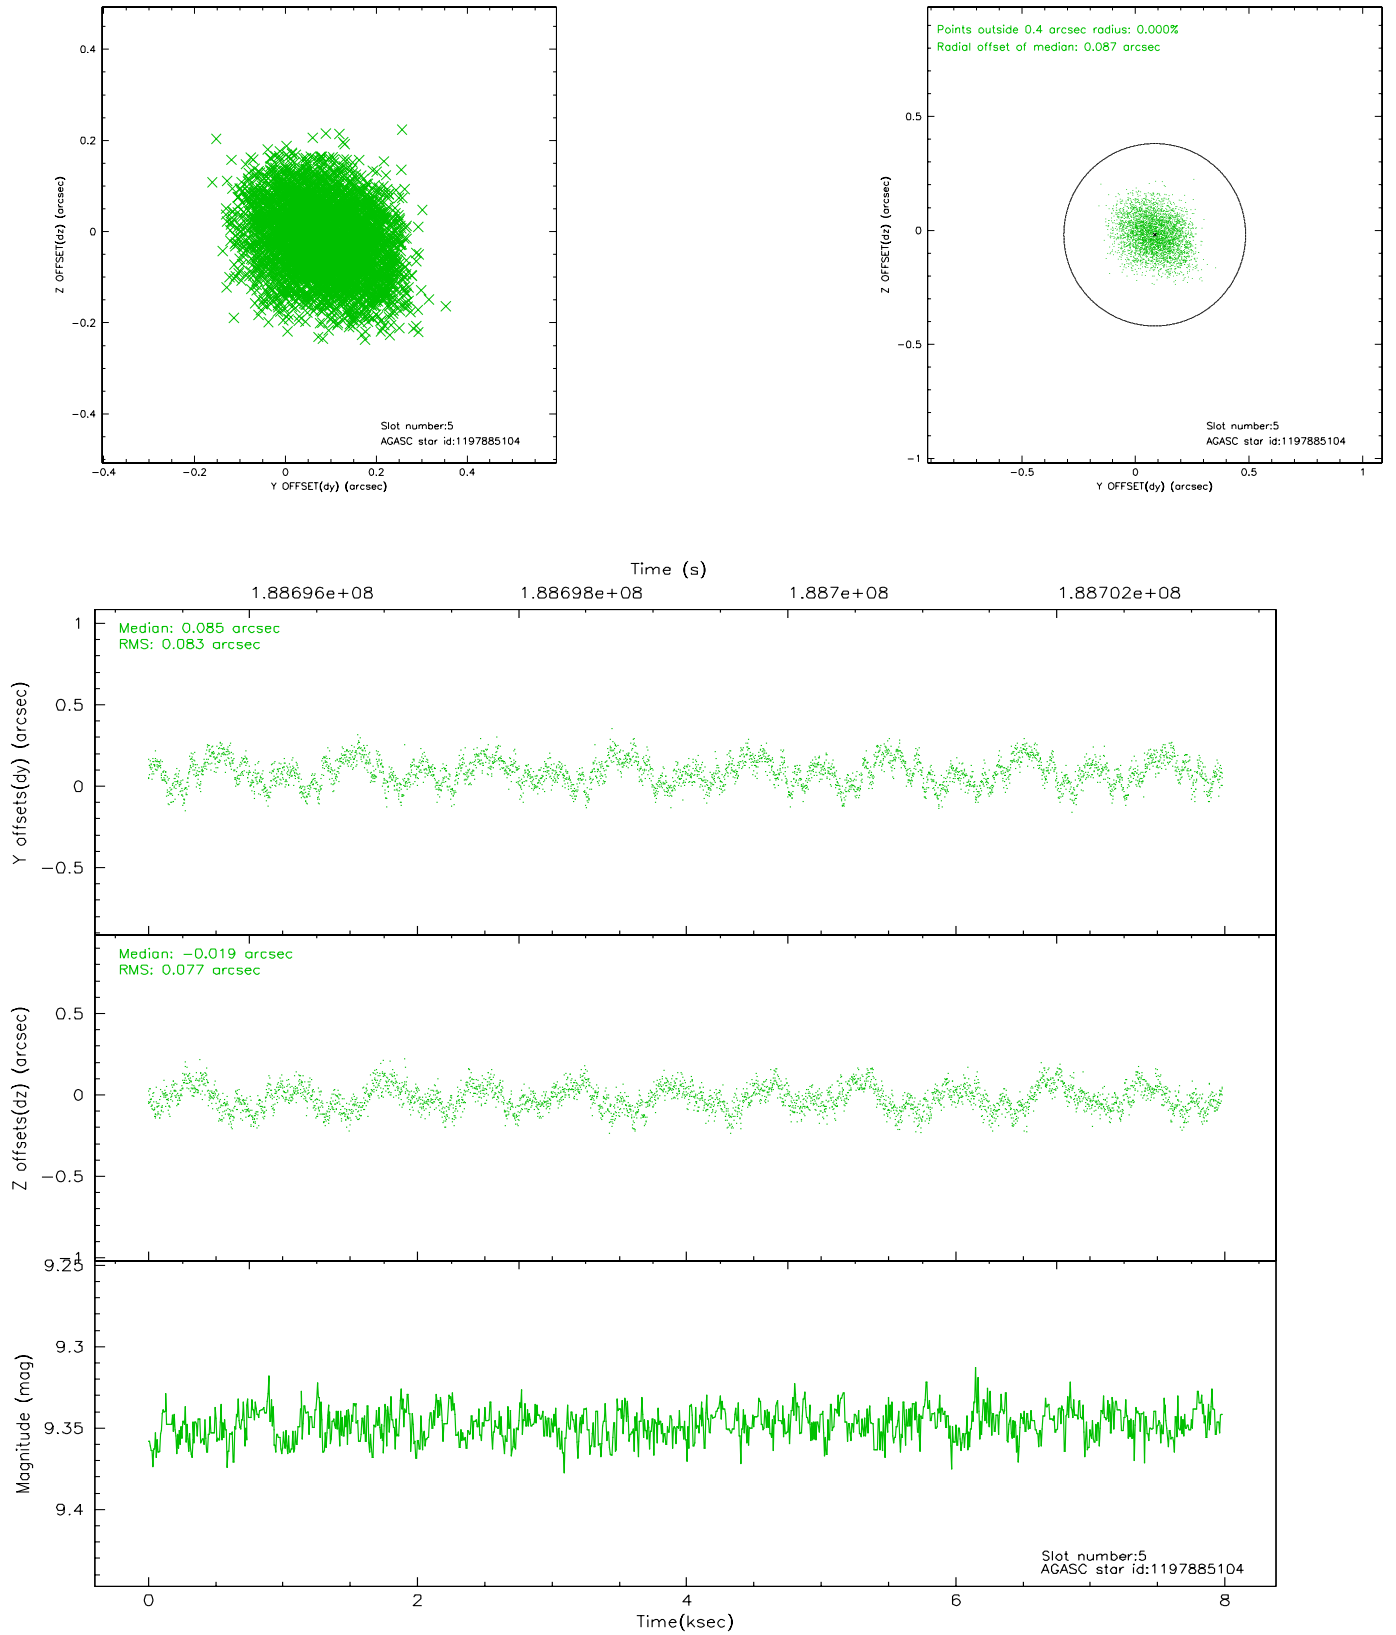 0.4
0.2
0
−0.2
−0.4
Z OFFSET(dz) (arcsec)
Slot number:5
AGASC star id:1197885104
−0.4 −0.2 0 0.2 0.4
Y OFFSET(dy) (arcsec)
Points outside 0.4 arcsec radius: 0.000%
Radial offset of median: 0.087 arcsec
0.5
0
−0.5
−1
Z OFFSET(dz) (arcsec)
Slot number:5
AGASC star id:1197885104
−0.5 0 0.5 1
Y OFFSET(dy) (arcsec)
Time (s)
1.88696e+08 1.88698e+08 1.887e+08 1.88702e+08
Median: 0.085 arcsec
RMS: 0.083 arcsec
1
0.5
0
−0.5
Y offsets(dy) (arcsec)
Median: −0.019 arcsec
RMS: 0.077 arcsec
0.5
0
−0.5
−1
Z offsets(dz) (arcsec)
9.25
9.3
9.35
9.4
Magnitude (mag)
Slot number:5
AGASC star id:1197885104
0 2 4 6 8
Time(ksec)